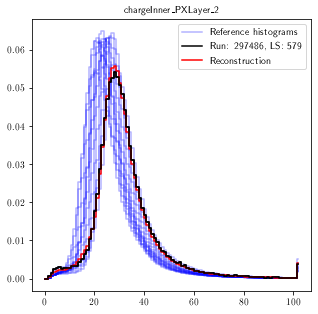 chargeInner_PXLayer_2
Reference histograms
Run: 297486, LS: 579
Reconstruction
0.06
0.05
0.04
0.03
0.02
0.01
0.00
0 20 40 60 80 100